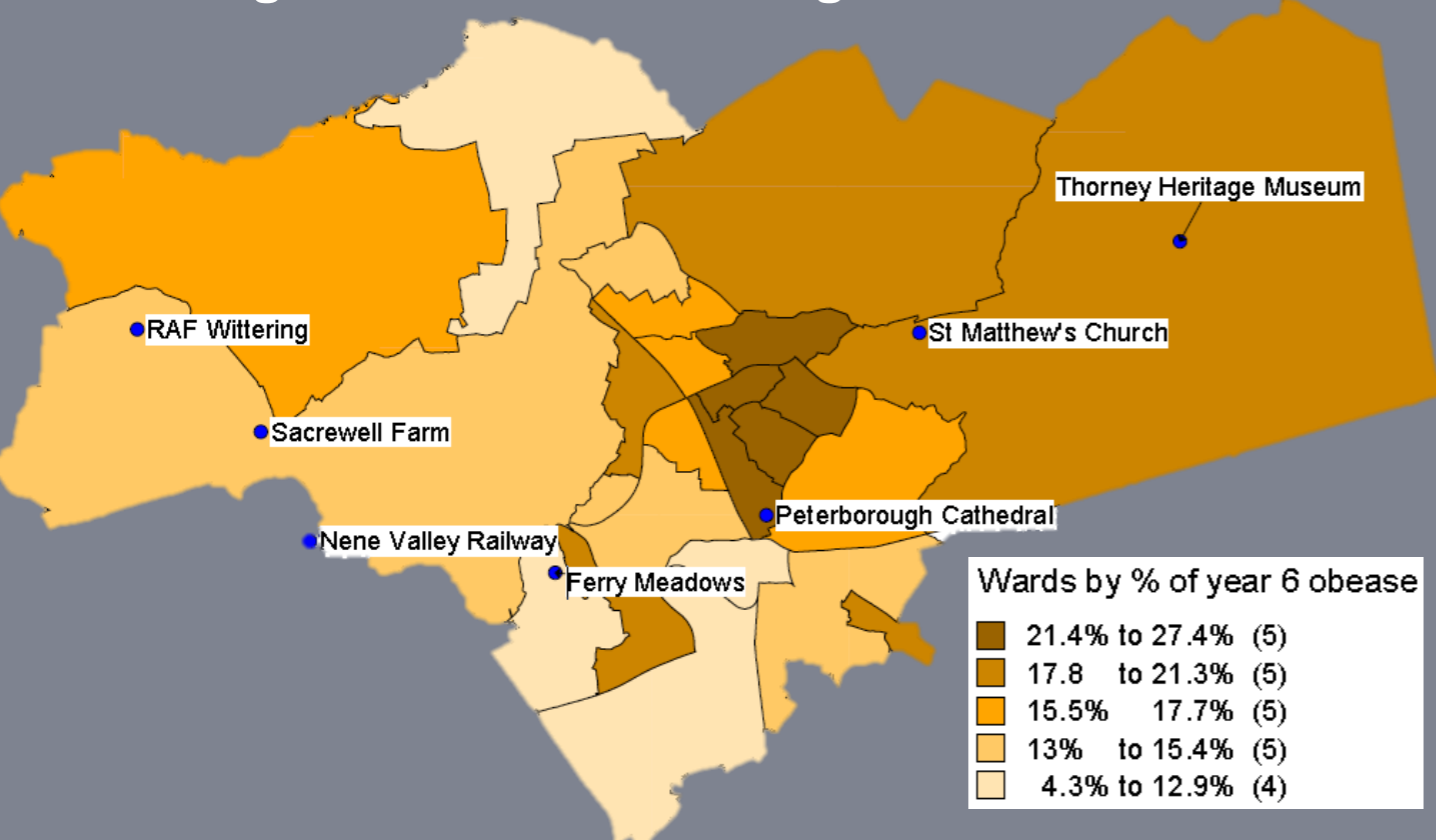 Thorney Heritage Museum
RAF Wittering
St Matthew's Church
Sacrewell Farm
Peterborough Cathedral
Nene Valley Railway
Ferry Meadows
Wards by % of year 6 obease
21.4% to 27.4% (5)
17.8 to 21.3% (5)
15.5% 17.7% (5)
13% to 15.4% (5)
4.3% to 12.9% (4)